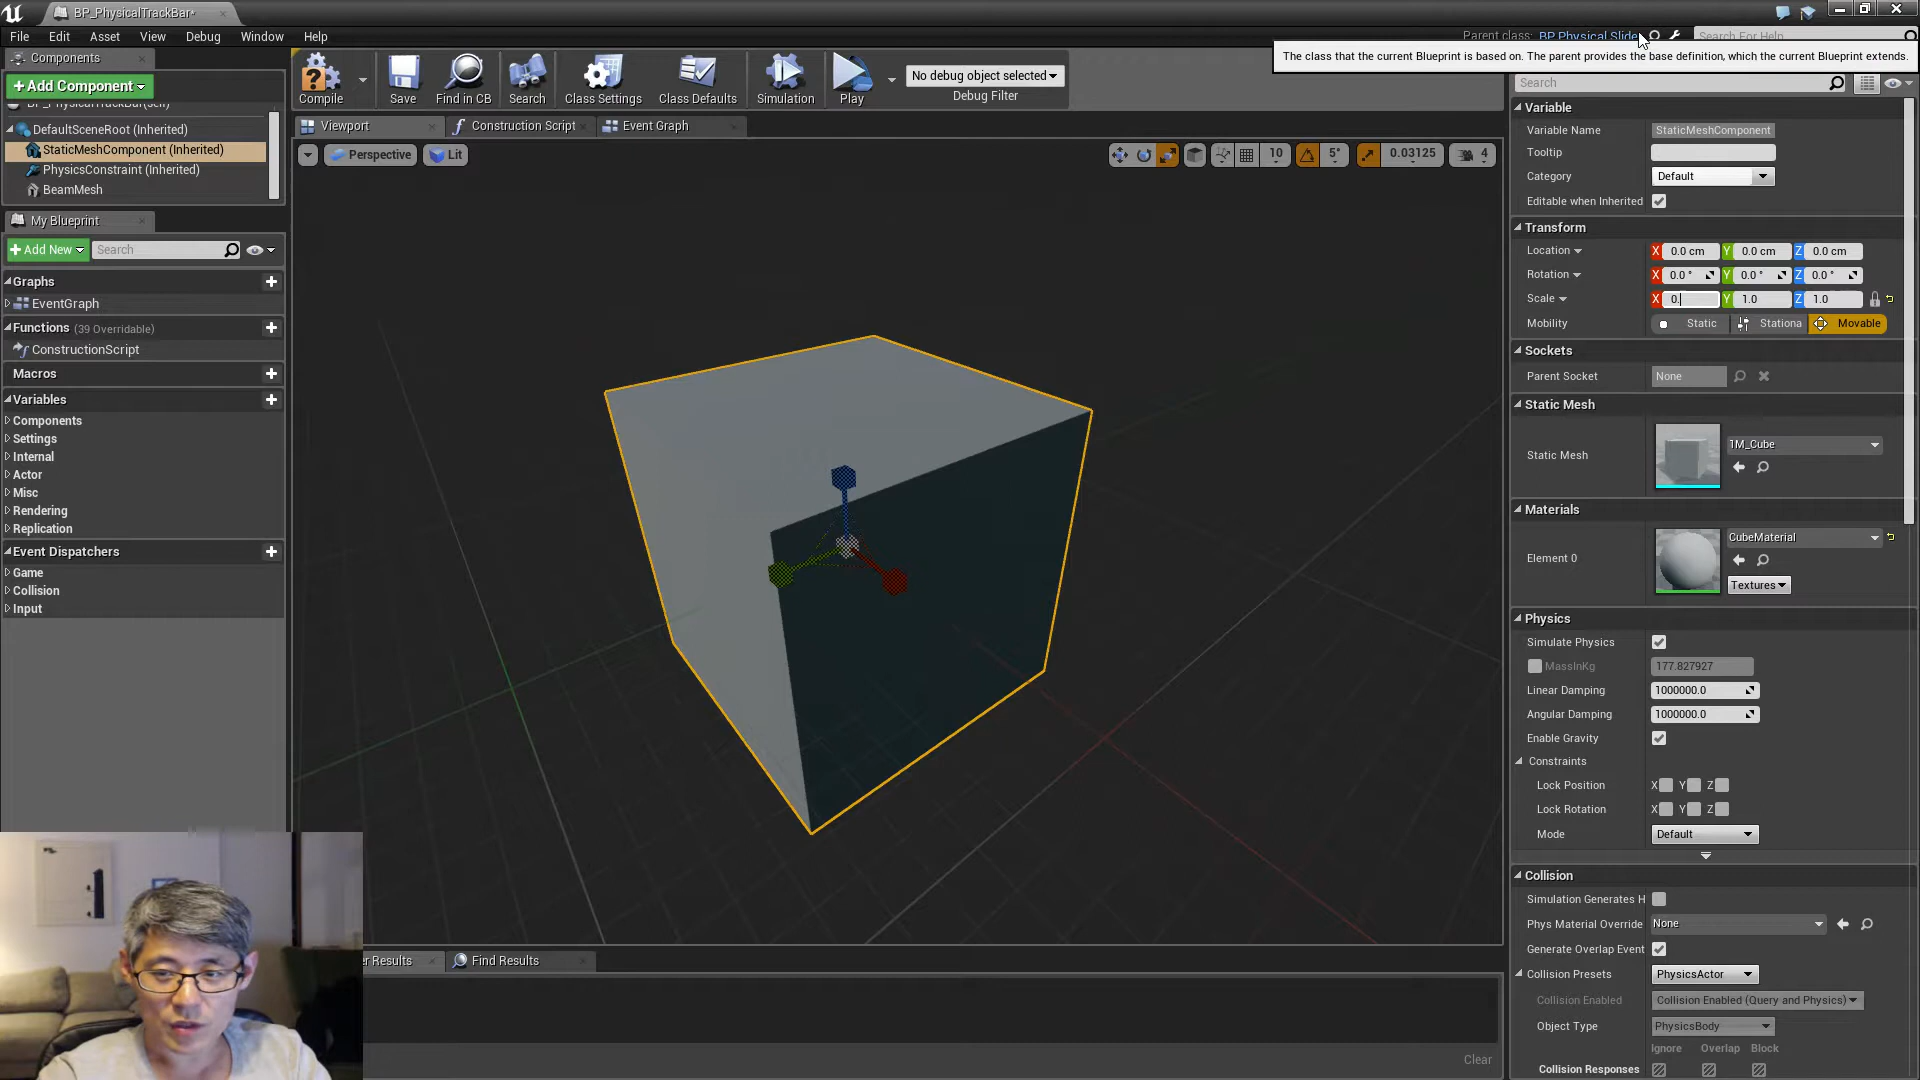 BP_PhysicalTrackBar*
File Edit Asset View Debug Window Help
Parent class: BP Physical Slide
Search For Help
The class that the current Blueprint is based on. The parent provides the base definition, which the current Blueprint extends.
Components
+Add Component
BP_PhysicalTrackBar(self)
DefaultSceneRoot (Inherited)
StaticMeshComponent (Inherited)
PhysicsConstraint (Inherited)
BeamMesh
Compile
Save
Find in CB
Search
Class Settings
Class Defaults
Simulation
Play
No debug object selected
Debug Filter
Viewport
Construction Script
Event Graph
Perspective
Lit
10
5°
0.03125
4
My Blueprint
+Add New
Search
Graphs
EventGraph
Functions (39 Overridable)
ConstructionScript
Macros
Variables
Components
Settings
Internal
Actor
Misc
Rendering
Replication
Event Dispatchers
Game
Collision
Input
er Results
Find Results
Clear
Search
Variable
Variable Name StaticMeshComponent
Tooltip
Category Default
Editable when Inherited
Transform
Location X 0.0 cm Y 0.0 cm Z 0.0 cm
Rotation X 0.0 ° Y 0.0 ° Z 0.0 °
Scale X 0. Y 1.0 Z 1.0
Mobility Static Stationa Movable
Sockets
Parent Socket None
Static Mesh
Static Mesh 1M_Cube
Materials
Element 0 CubeMaterial
Textures
Physics
Simulate Physics
MassInKg 177.827927
Linear Damping 1000000.0
Angular Damping 1000000.0
Enable Gravity
Constraints
Lock Position X Y Z
Lock Rotation X Y Z
Mode Default
Collision
Simulation Generates H
Phys Material Override None
Generate Overlap Event
Collision Presets PhysicsActor
Collision Enabled Collision Enabled (Query and Physics)
Object Type PhysicsBody
Ignore Overlap Block
Collision Responses